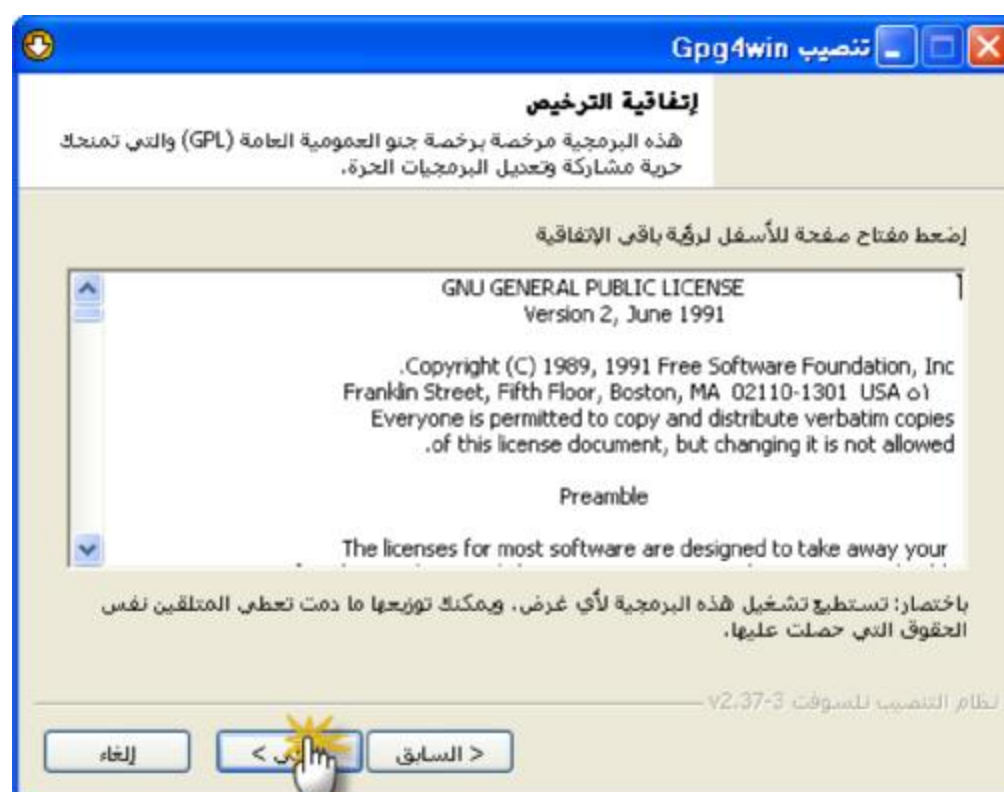 تنصيب Gpg4win
إتفاقية الترخيص
هذه البرمجية مرخصة برخصة جنو العمومية العامة (GPL) والتي تمنحك
حرية مشاركة وتعديل البرمجيات الحرة.
إضعط مفتاح صفحة للأسفل لرؤية باقي الإتفاقية
GNU GENERAL PUBLIC LICENSE
Version 2, June 1991
.Copyright (C) 1989, 1991 Free Software Foundation, Inc
Franklin Street, Fifth Floor, Boston, MA 02110-1301 USA ٥١
Everyone is permitted to copy and distribute verbatim copies
.of this license document, but changing it is not allowed
Preamble
The licenses for most software are designed to take away your
باختصار: تستطيع تشغيل هذه البرمجية لأي غرض، ويمكنك توزيعها ما دمت تعطي المتلقين نفس
الحقوق التي حصلت عليها.
نظام التنصيب للسوفت v2.37-3
< السابق
>
إلغاء